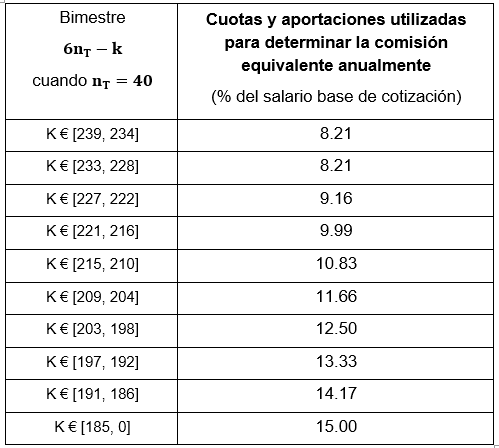 Bimestre
6n_T − k
cuando n_T = 40
Cuotas y aportaciones utilizadas
para determinar la comisión
equivalente anualmente
(% del salario base de cotización)
K € [239, 234] 8.21
K € [233, 228] 8.21
K € [227, 222] 9.16
K € [221, 216] 9.99
K € [215, 210] 10.83
K € [209, 204] 11.66
K € [203, 198] 12.50
K € [197, 192] 13.33
K € [191, 186] 14.17
K € [185, 0] 15.00